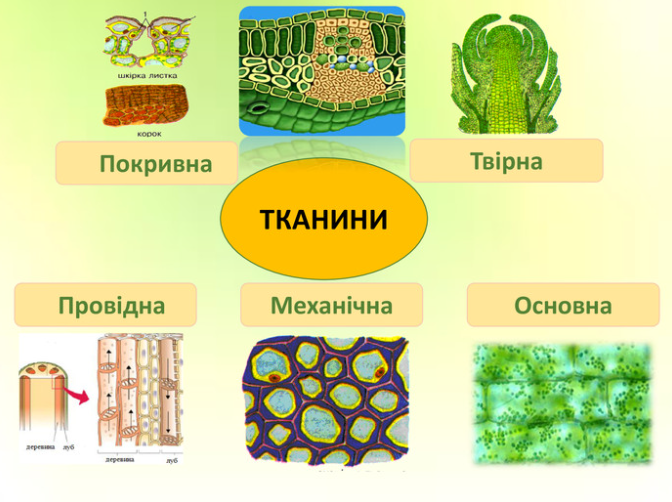 шкірка листка
корок
Покривна
Твірна
ТКАНИНИ
Провідна
Механічна
Основна
деревина луб
деревина луб